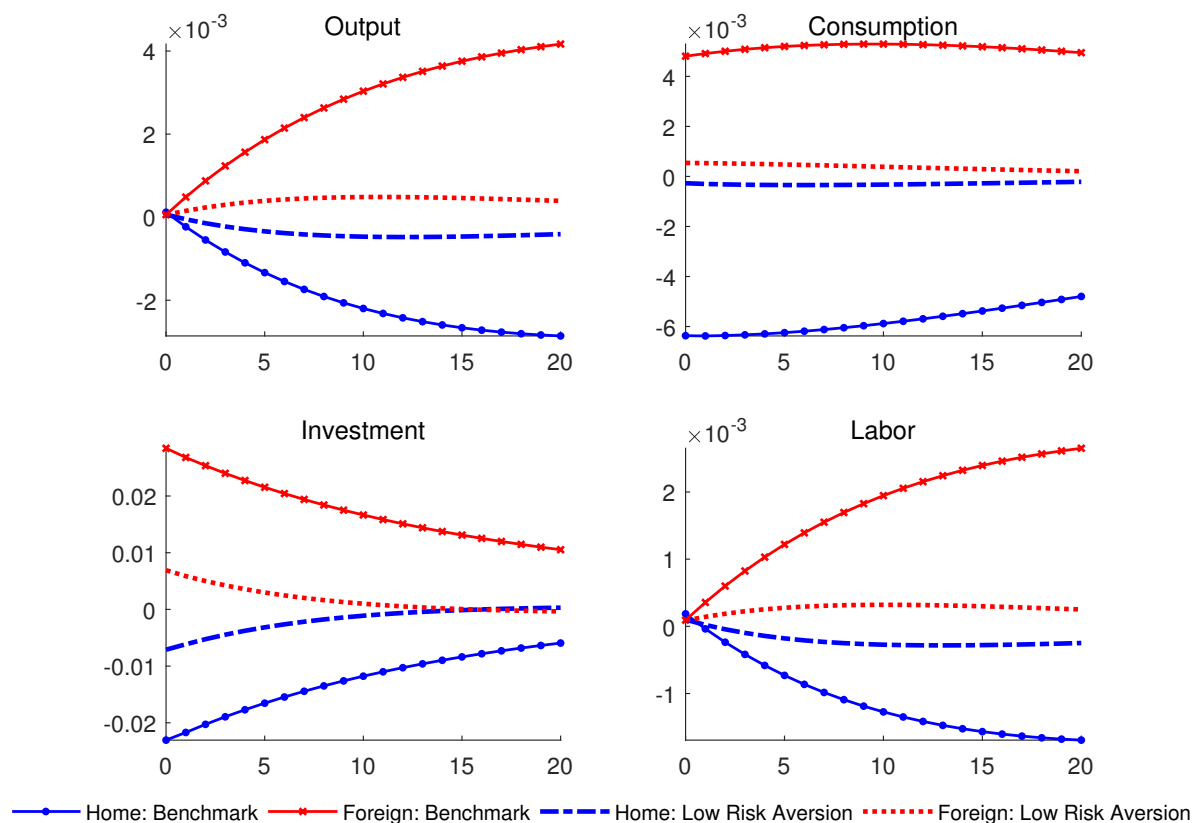 ×10-3 Output
4
2
0
-2
0 5 10 15 20
×10-3 Consumption
4
2
0
-2
-4
-6
0 5 10 15 20
Investment
0.02
0.01
0
-0.01
-0.02
0 5 10 15 20
×10-3 Labor
2
1
0
-1
0 5 10 15 20
Home: Benchmark Foreign: Benchmark Home: Low Risk Aversion Foreign: Low Risk Aversion